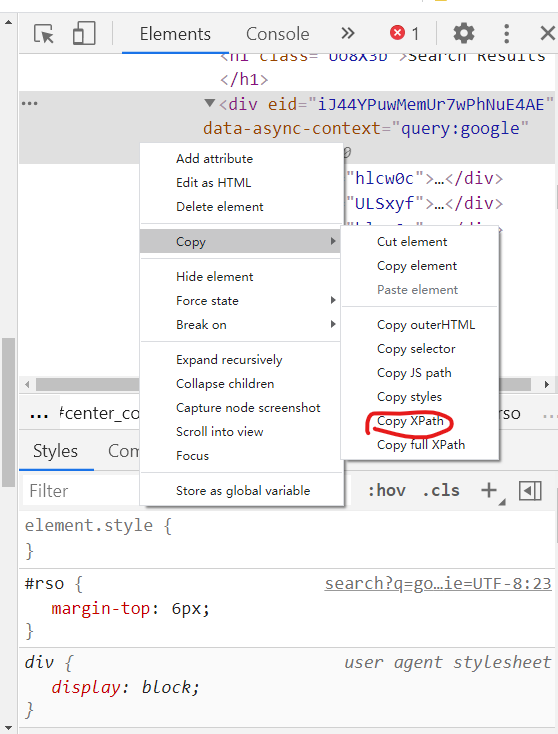 Elements Console » 1
<h1 class="UU8X3b">Search Results
</h1>
… ▼<div eid="iJ44YPuwMemUr7wPhNuE4AE"
data-async-context="query:google"
"hlcw0c">…</div>
"ULSxyf">…</div>
</div>
Add attribute
Edit as HTML
Delete element
Copy
Hide element
Force state
Break on
Expand recursively
Collapse children
Capture node screenshot
Scroll into view
Focus
Store as global variable
Cut element
Copy element
Paste element
Copy outerHTML
Copy selector
Copy JS path
Copy styles
Copy XPath
Copy full XPath
... #center_co rso ...
Styles Com
Filter :hov .cls +
element.style {
}
#rso { search?q=go…ie=UTF-8:23
margin-top: 6px;
}
div { user agent stylesheet
display: block;
}